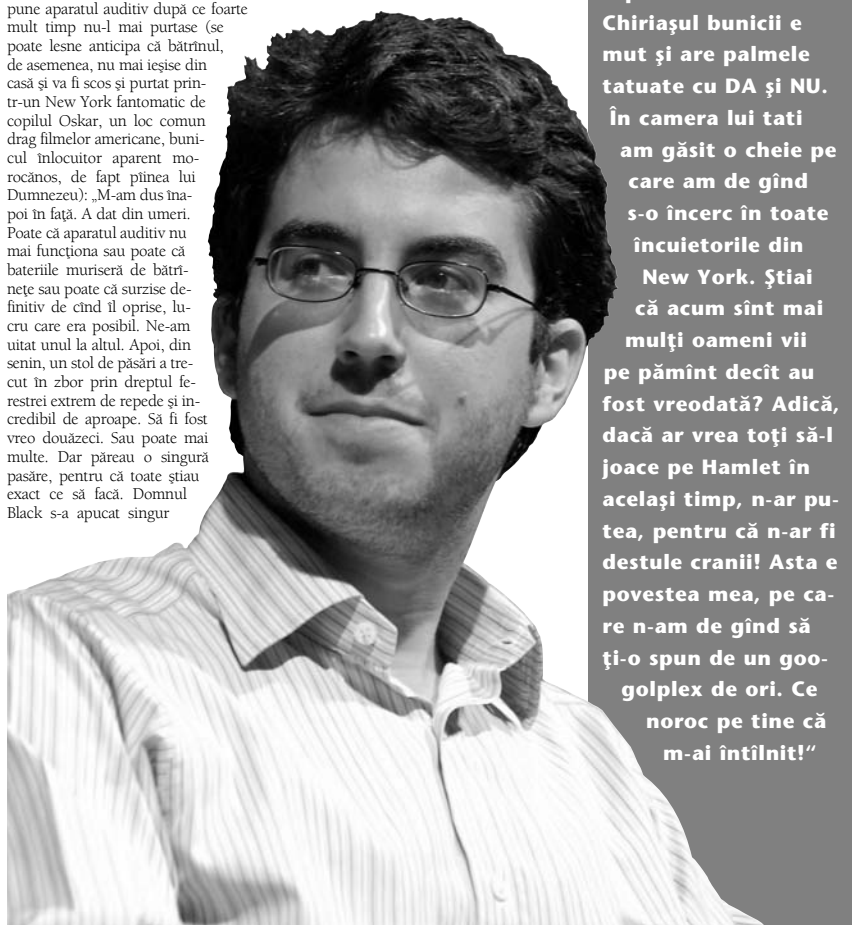 pune aparatul auditiv după ce foarte
mult timp nu-l mai purtase (se
poate lesne anticipa că bătrînul,
de asemenea, nu mai ieşise din
casă şi va fi scos şi purtat prin-
tr-un New York fantomatic de
copilul Oskar, un loc comun
drag filmelor americane, buni-
cul înlocuitor aparent mo-
rocănos, de fapt pîinea lui
Dumnezeu): „M-am dus îna-
poi în faţă. A dat din umeri.
Poate că aparatul auditiv nu
mai funcţiona sau poate că
bateriile muriseră de bătrî-
neţe sau poate că surzise de-
finitiv de cînd îl oprise, lu-
cru care era posibil. Ne-am
uitat unul la altul. Apoi, din
senin, un stol de păsări a tre-
cut în zbor prin dreptul fe-
restrei extrem de repede şi in-
credibil de aproape. Să fi fost
vreo douăzeci. Sau poate mai
multe. Dar păreau o singură
pasăre, pentru că toate ştiau
exact ce să facă. Domnul
Black s-a apucat singur
Chiriaşul bunicii e
mut şi are palmele
tatuate cu DA şi NU.
În camera lui tati
am găsit o cheie pe
care am de gînd
s-o încerc în toate
încuietorile din
New York. Ştiai
că acum sînt mai
mulţi oameni vii
pe pămînt decît au
fost vreodată? Adică,
dacă ar vrea toţi să-l
joace pe Hamlet în
acelaşi timp, n-ar pu-
tea, pentru că n-ar fi
destule cranii! Asta e
povestea mea, pe ca-
re n-am de gînd să
ţi-o spun de un goo-
golplex de ori. Ce
noroc pe tine că
m-ai întîlnit!“